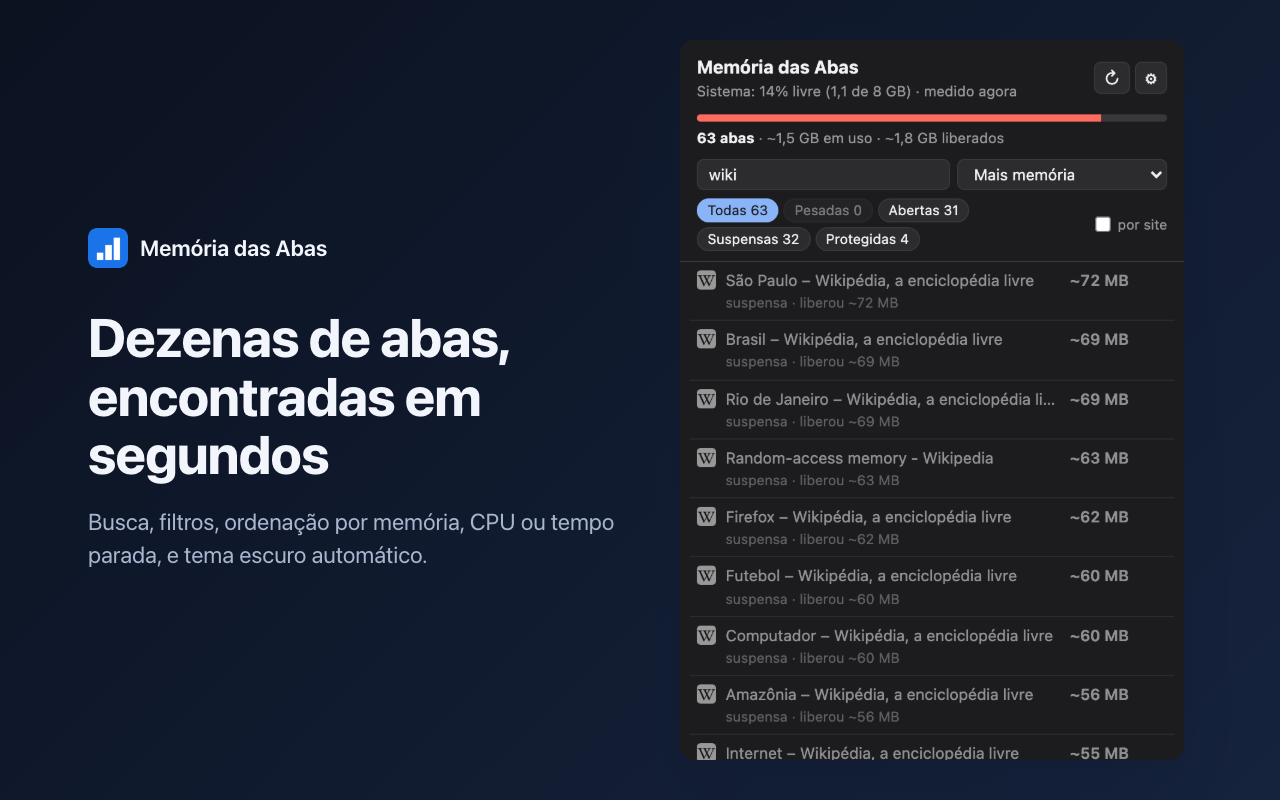 Memória das Abas
Dezenas de abas,
encontradas em
segundos
Busca, filtros, ordenação por memória, CPU ou tempo
parada, e tema escuro automático.
Memória das Abas
Sistema: 14% livre (1,1 de 8 GB) · medido agora
63 abas · ~1,5 GB em uso · ~1,8 GB liberados
wiki
Mais memória
Todas 63
Pesadas 0
Abertas 31
Suspensas 32
Protegidas 4
por site
São Paulo – Wikipédia, a enciclopédia livre ~72 MB
suspensa · liberou ~72 MB
Brasil – Wikipédia, a enciclopédia livre ~69 MB
suspensa · liberou ~69 MB
Rio de Janeiro – Wikipédia, a enciclopédia li... ~69 MB
suspensa · liberou ~69 MB
Random-access memory - Wikipedia ~63 MB
suspensa · liberou ~63 MB
Firefox – Wikipédia, a enciclopédia livre ~62 MB
suspensa · liberou ~62 MB
Futebol – Wikipédia, a enciclopédia livre ~60 MB
suspensa · liberou ~60 MB
Computador – Wikipédia, a enciclopédia livre ~60 MB
suspensa · liberou ~60 MB
Amazônia – Wikipédia, a enciclopédia livre ~56 MB
suspensa · liberou ~56 MB
Internet – Wikipédia, a enciclopédia livre ~55 MB